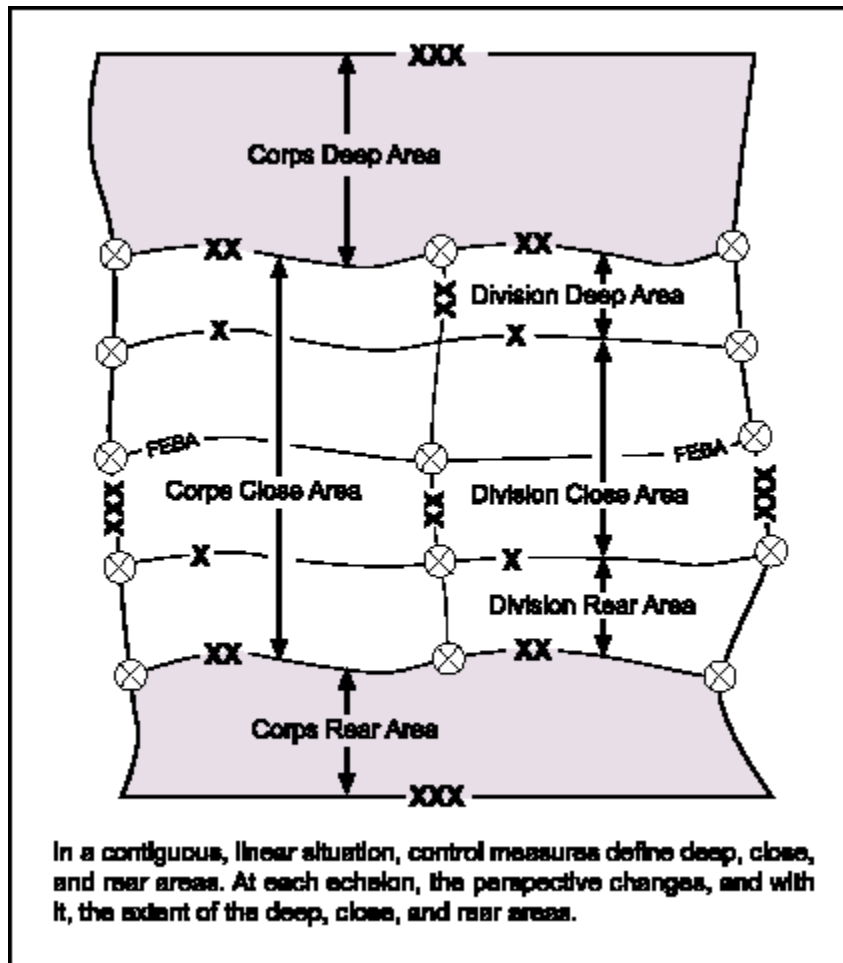 XXX
Corps Deep Area
XX XX
XX
Division Deep Area
X X
FEBA FEBA
XXX XXX
Corps Close Area
XX
Division Close Area
X X
Division Rear Area
XX XX
Corps Rear Area
XXX
In a contiguous, linear situation, control measures define deep, close,
and rear areas. At each echelon, the perspective changes, and with
it, the extent of the deep, close, and rear areas.